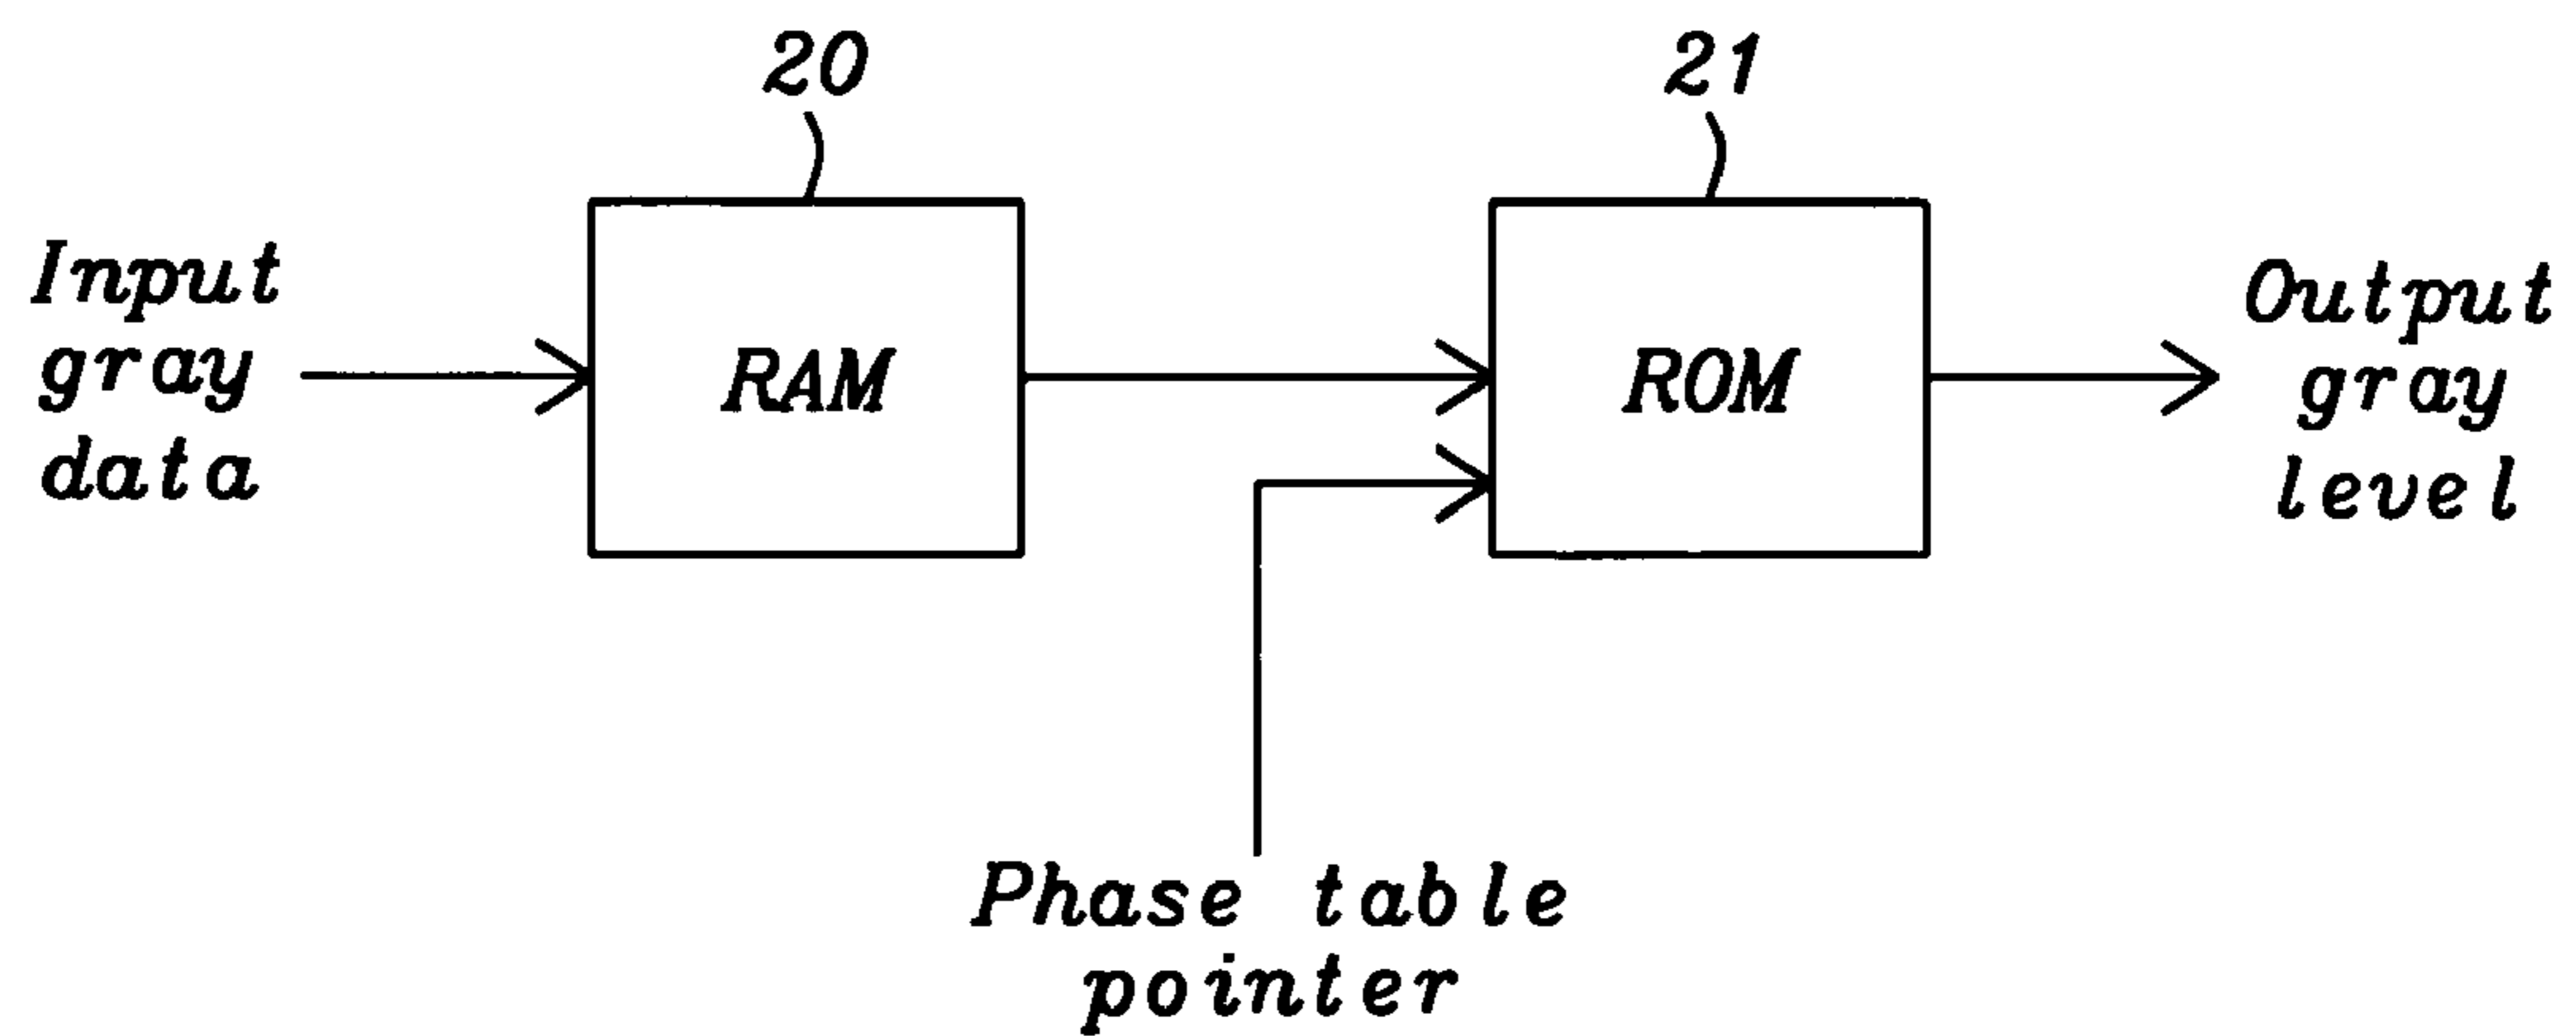 20
21
Input
gray
data
RAM
ROM
Output
gray
level
Phase table
pointer